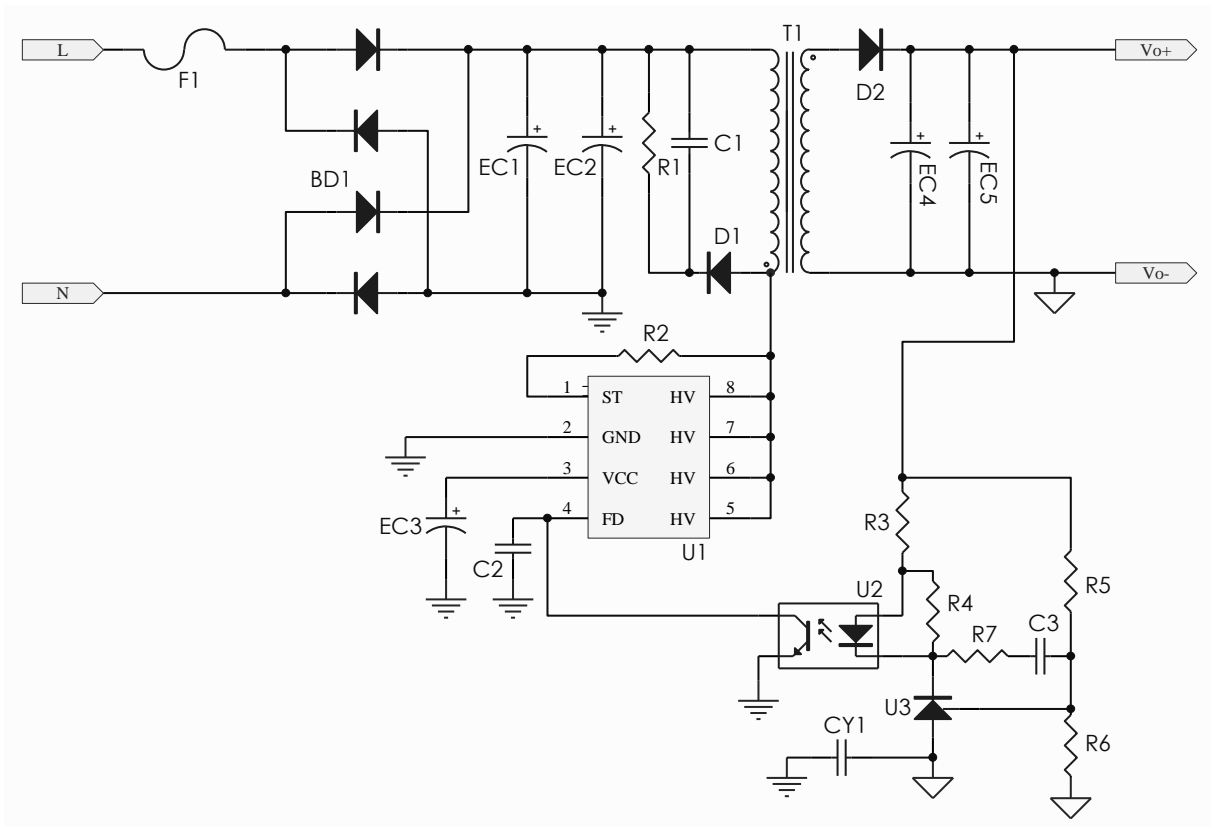 T1
L
Vo+
F1
D2
C1
EC1
EC2
R1
EC4
EC5
BD1
D1
N
Vo-
R2
1
ST
HV
8
2
GND
HV
7
3
VCC
HV
6
4
FD
HV
5
EC3
U1
R3
C2
U2
R4
R5
R7
C3
U3
CY1
R6